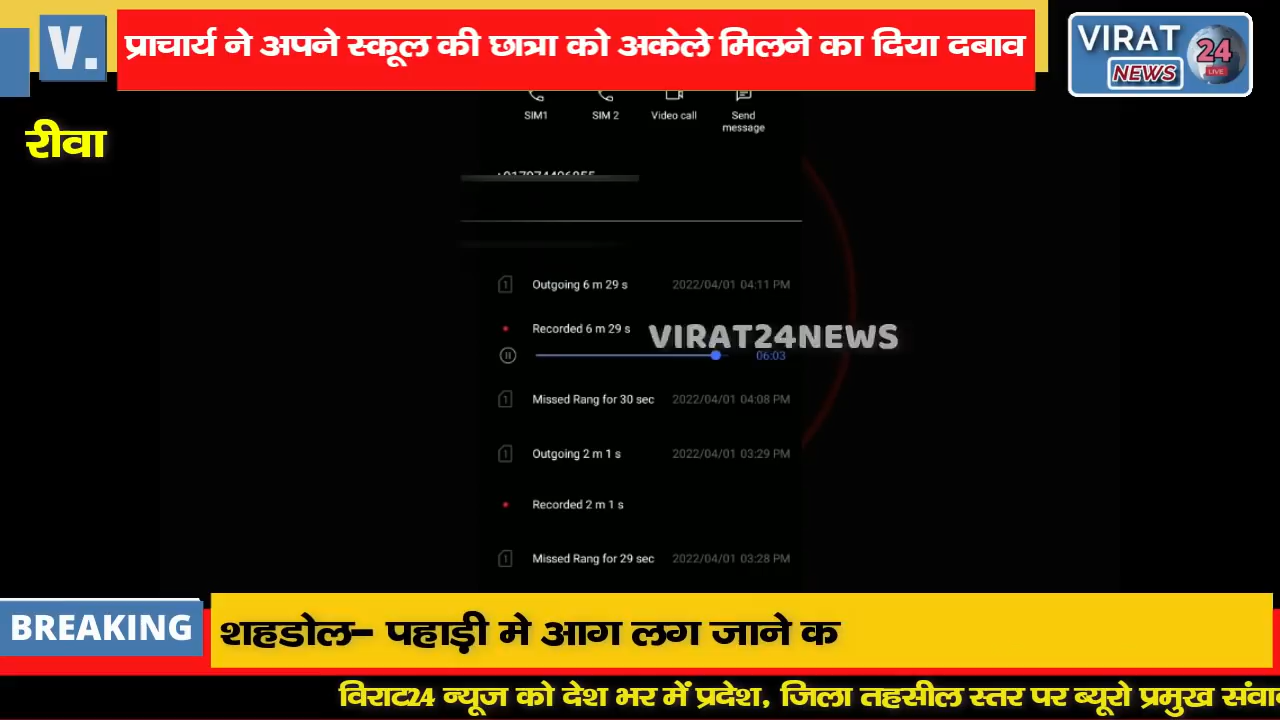 V.
प्राचार्य ने अपने स्कूल की छात्रा को अकेले मिलने का दिया दबाव
VIRAT
24
NEWS
LIVE
रीवा
SIM1
SIM 2
Video call
Send message
Outgoing 6 m 29 s
2022/04/01 04:11 PM
Recorded 6 m 29 s
VIRAT24NEWS
06:03
Missed Rang for 30 sec
2022/04/01 04:08 PM
Outgoing 2 m 1 s
2022/04/01 03:29 PM
Recorded 2 m 1 s
Missed Rang for 29 sec
2022/04/01 03:28 PM
BREAKING
शहडोल- पहाड़ी मे आग लग जाने क
विराट24 न्यूज को देश भर में प्रदेश, जिला तहसील स्तर पर ब्यूरो प्रमुख संवा